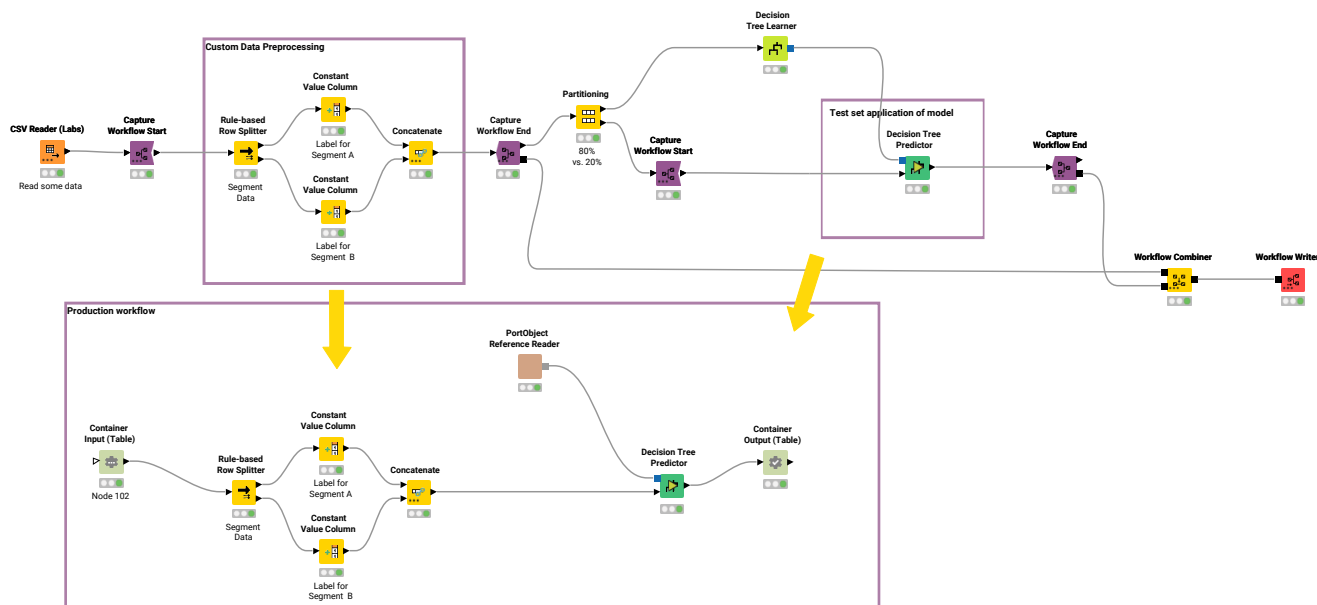 Decision
Tree Learner
Custom Data Preprocessing
Constant
Value Column
Partitioning
Test set application of model
CSV Reader (Labs)
Capture
Workflow Start
Rule-based
Row Splitter
Label for
Segment A
Concatenate
Capture
Workflow End
80%
vs. 20%
Capture
Workflow Start
Decision Tree
Predictor
Capture
Workflow End
Read some data
Segment
Data
Constant
Value Column
Label for
Segment B
Workflow Combiner
Workflow Writer
Production workflow
PortObject
Reference Reader
Container
Input (Table)
Node 102
Rule-based
Row Splitter
Segment
Data
Constant
Value Column
Label for
Segment A
Constant
Value Column
Label for
Segment B
Concatenate
Decision Tree
Predictor
Container
Output (Table)